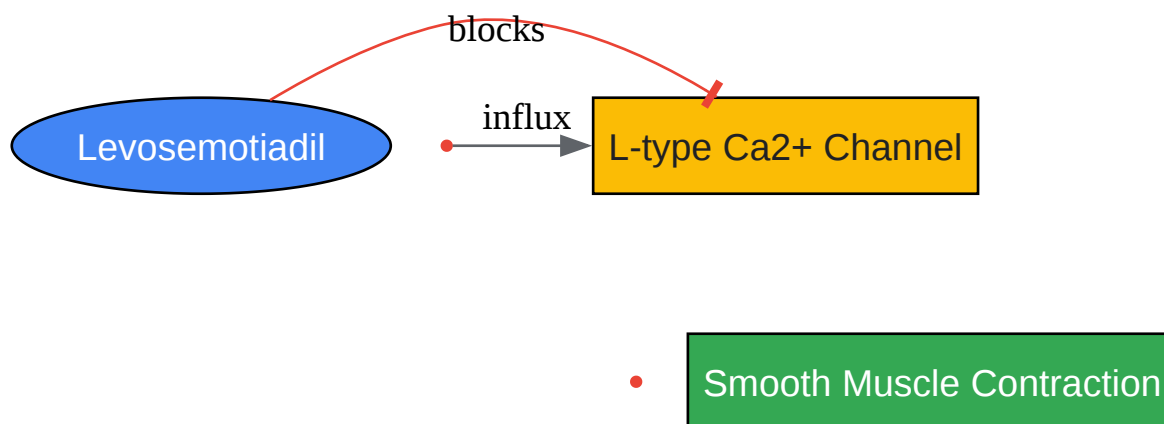 blocks
influx
Levosemotiadil
L-type Ca2+ Channel
Smooth Muscle Contraction